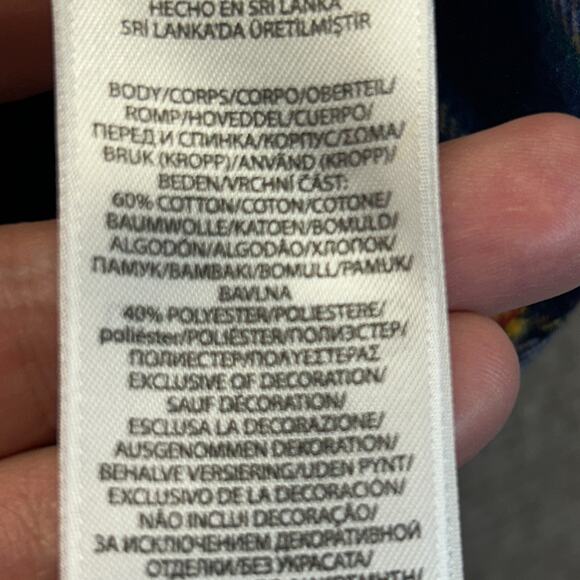 HECHO EN SRI LANKA
SRİ LANKA'DA ÜRETİLMİŞTİR
BODY/CORPS/CORPO/OBERTEIL/
ROMP/HOVEDDEL/CUERPO/
ПЕРЕД И СПИНКА/КОРПУС/ΣΩΜΑ/
BRUK (KROPP)/ANVÄND (KROPP)/
BEDEN/VRCHNÍ ČÁST:
60% COTTON/COTON/COTONE/
BAUMWOLLE/KATOEN/BOMULD/
ALGODÓN/ALGODÃO/ХЛОПОК/
ПАМУК/ΒΑΜΒΑΚΙ/BOMULL/PAMUK/
BAVLNA
40% POLYESTER/POLIESTERE/
poliéster/POLIÉSTER/ПОЛИЭСТЕР/
ПОЛИЕСТЕР/ΠΟΛΥΕΣΤΕΡΑΣ
EXCLUSIVE OF DECORATION/
SAUF DÉCORATION/
ESCLUSA LA DECORAZIONE/
AUSGENOMMEN DEKORATION/
BEHALVE VERSIERING/UDEN PYNT/
EXCLUSIVO DE LA DECORACIÓN/
NÃO INCLUI DECORAÇÃO/
ЗА ИСКЛЮЧЕНИЕМ ДЕКОРАТИВНОЙ
ОТДЕЛКИ/БЕЗ УКРАСАТА/